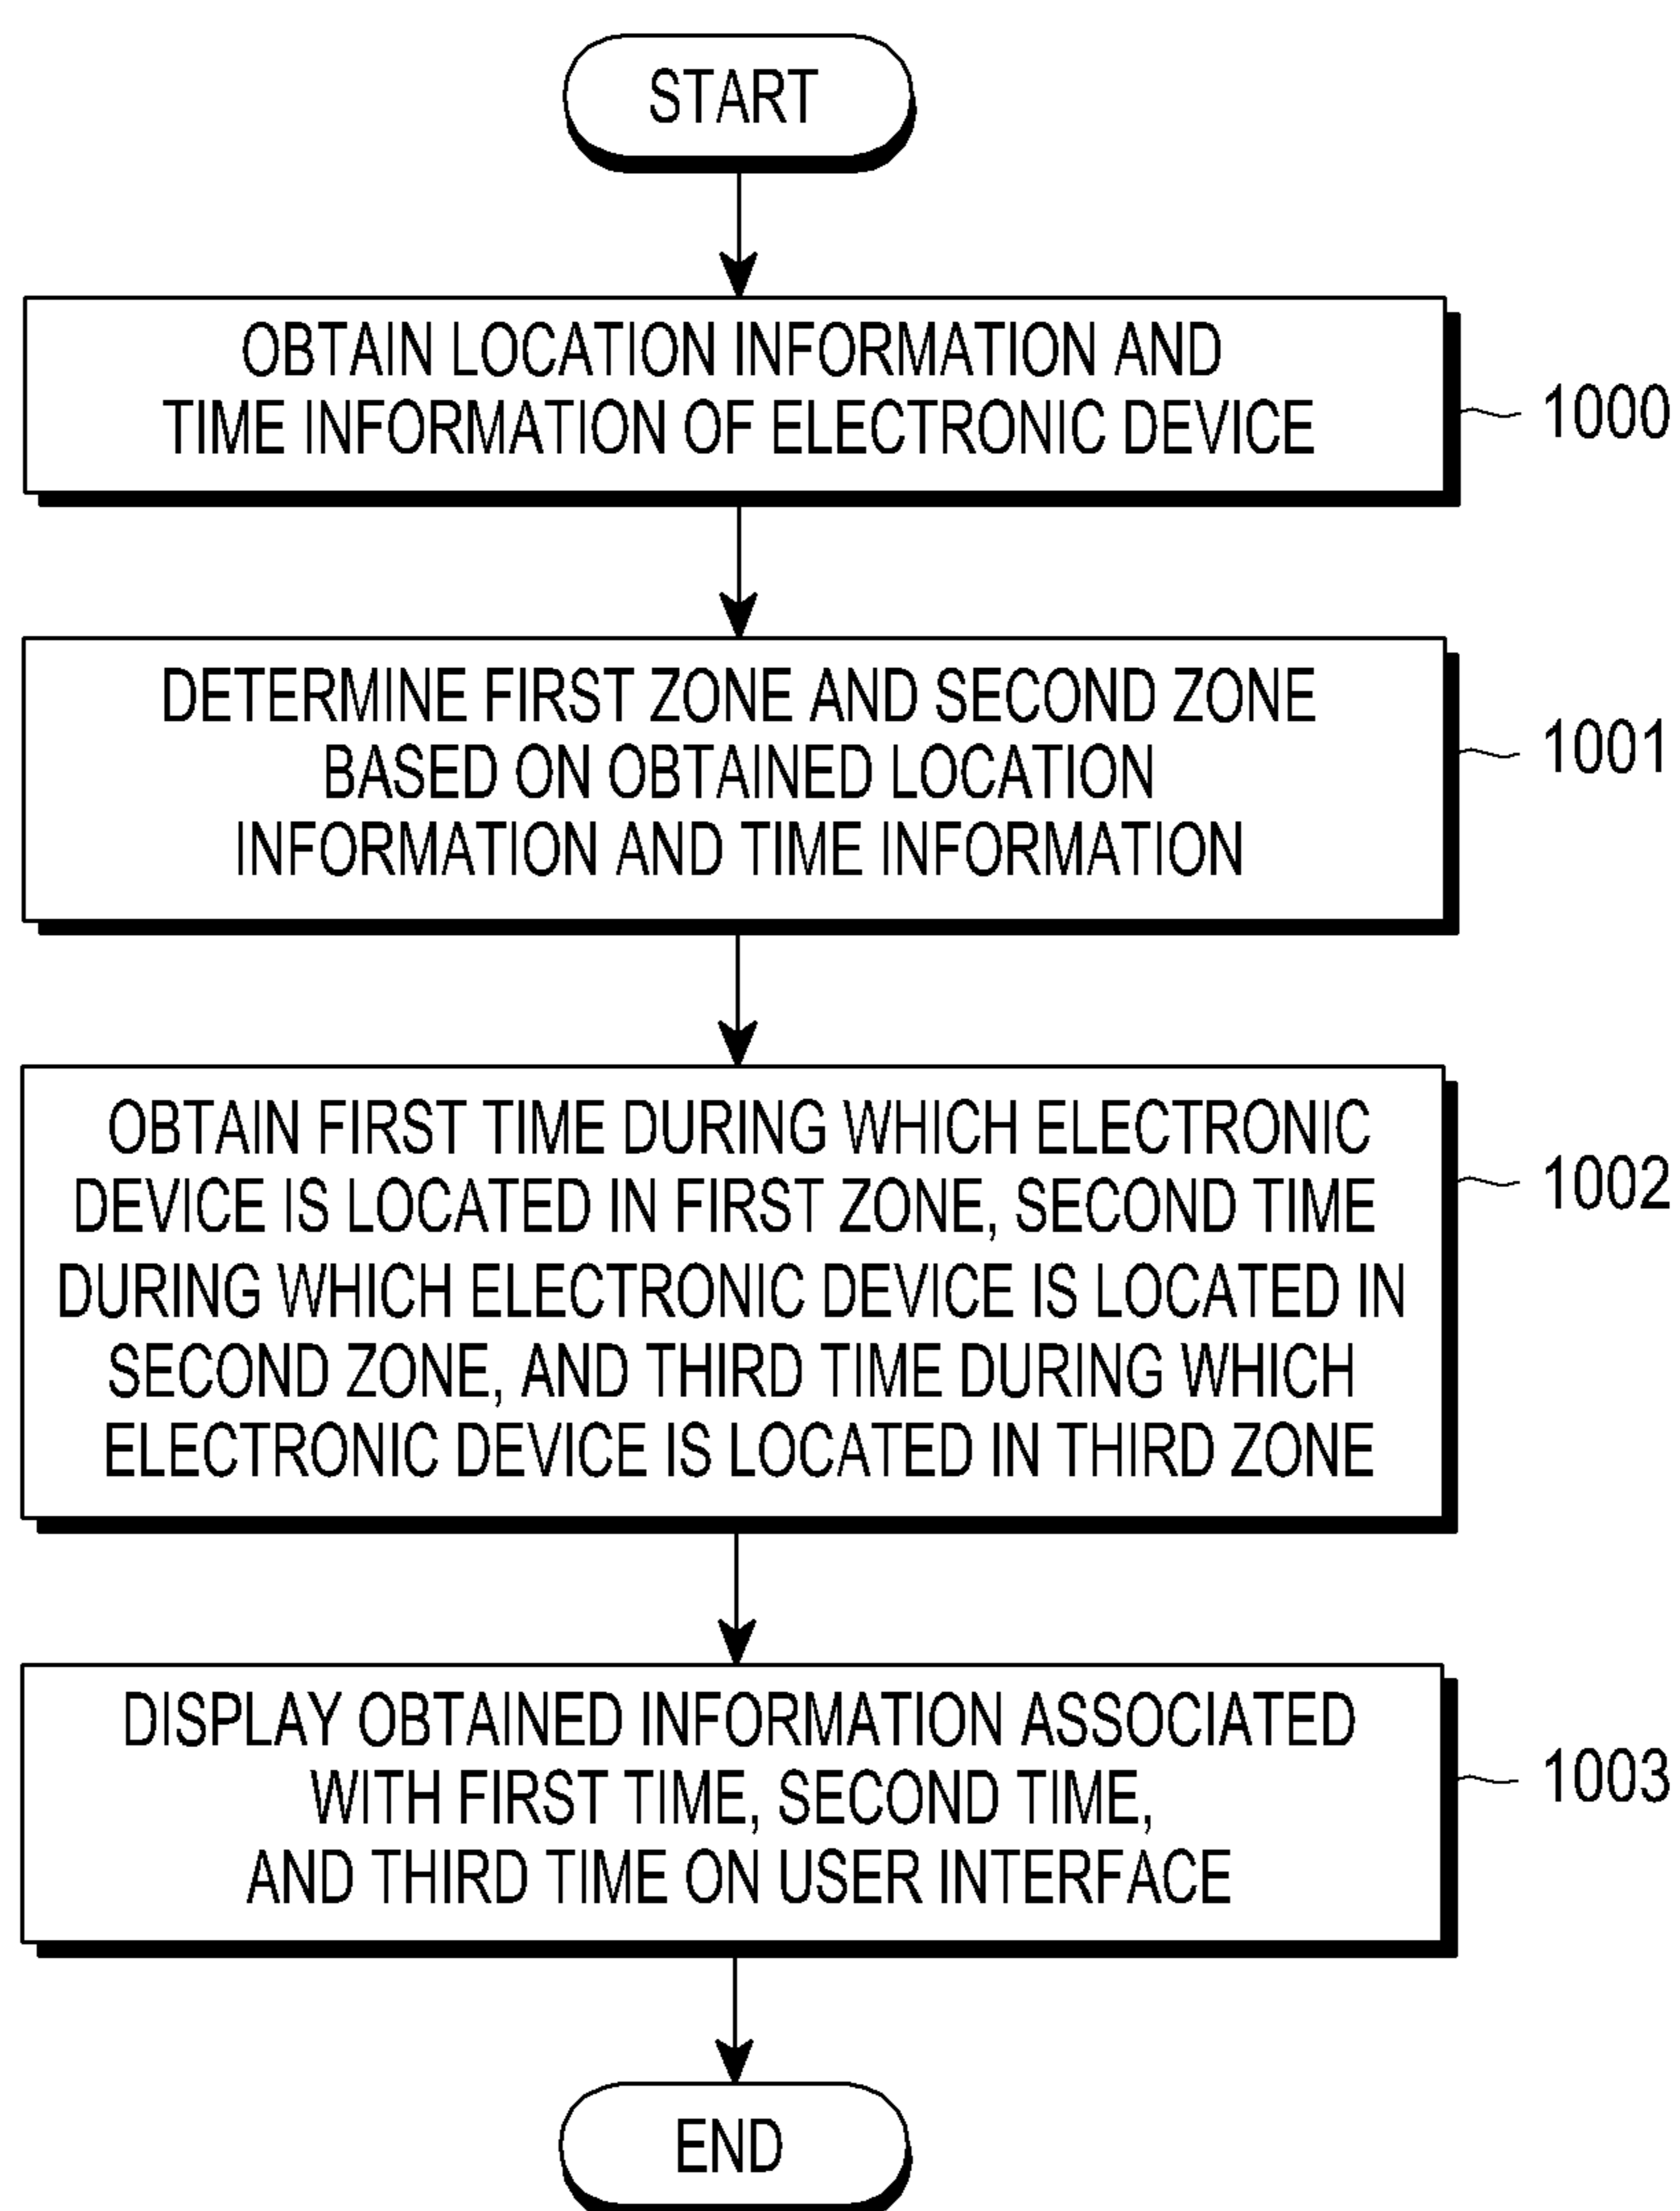 START
OBTAIN LOCATION INFORMATION AND
TIME INFORMATION OF ELECTRONIC DEVICE
1000
DETERMINE FIRST ZONE AND SECOND ZONE
BASED ON OBTAINED LOCATION
INFORMATION AND TIME INFORMATION
1001
OBTAIN FIRST TIME DURING WHICH ELECTRONIC
DEVICE IS LOCATED IN FIRST ZONE, SECOND TIME
DURING WHICH ELECTRONIC DEVICE IS LOCATED IN
SECOND ZONE, AND THIRD TIME DURING WHICH
ELECTRONIC DEVICE IS LOCATED IN THIRD ZONE
1002
DISPLAY OBTAINED INFORMATION ASSOCIATED
WITH FIRST TIME, SECOND TIME,
AND THIRD TIME ON USER INTERFACE
1003
END